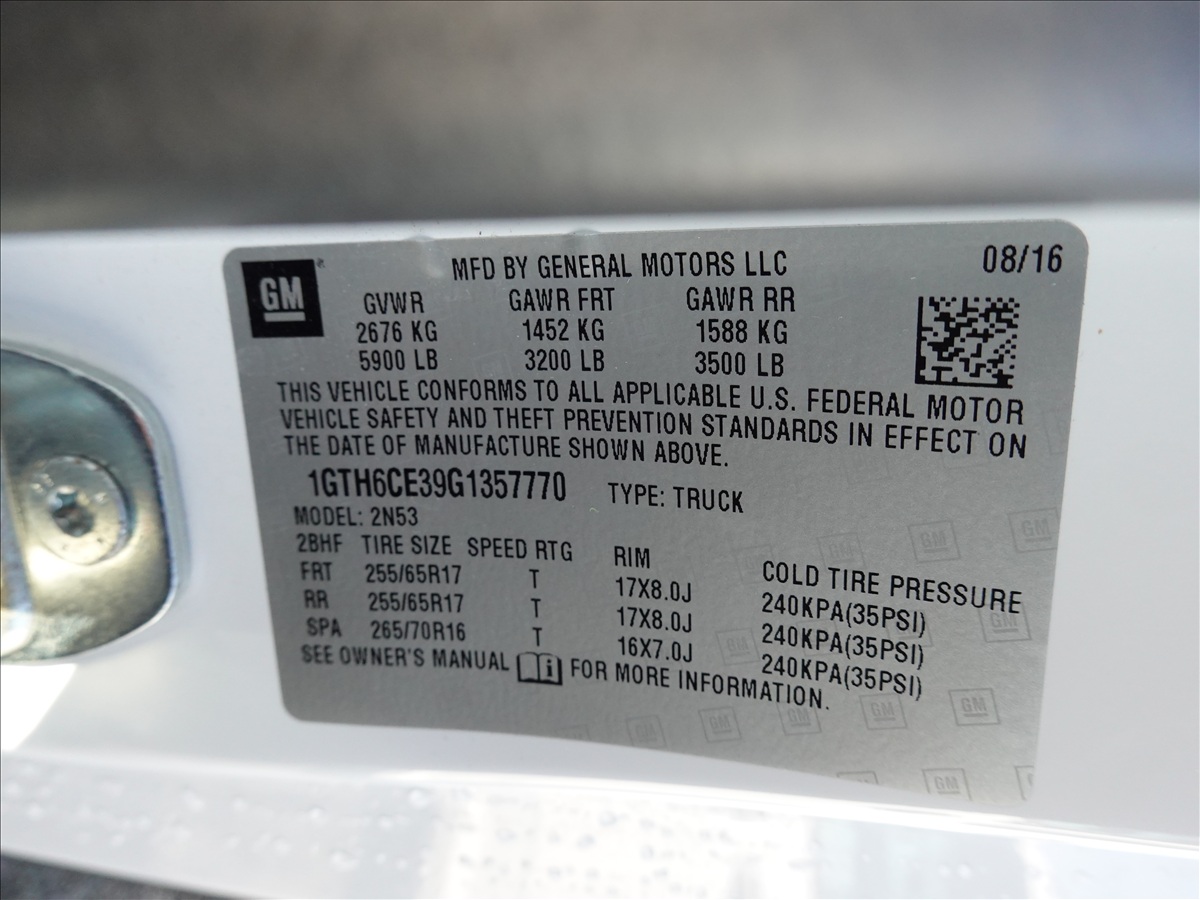 GM
MFD BY GENERAL MOTORS LLC 08/16
GVWR GAWR FRT GAWR RR
2676 KG 1452 KG 1588 KG
5900 LB 3200 LB 3500 LB
THIS VEHICLE CONFORMS TO ALL APPLICABLE U.S. FEDERAL MOTOR
VEHICLE SAFETY AND THEFT PREVENTION STANDARDS IN EFFECT ON
THE DATE OF MANUFACTURE SHOWN ABOVE.
1GTH6CE39G1357770 TYPE: TRUCK
MODEL: 2N53
2BHF TIRE SIZE SPEED RTG RIM COLD TIRE PRESSURE
FRT 255/65R17 T 17X8.0J 240KPA(35PSI)
RR 255/65R17 T 17X8.0J 240KPA(35PSI)
SPA 265/70R16 T 16X7.0J 240KPA(35PSI)
SEE OWNER'S MANUAL i FOR MORE INFORMATION.